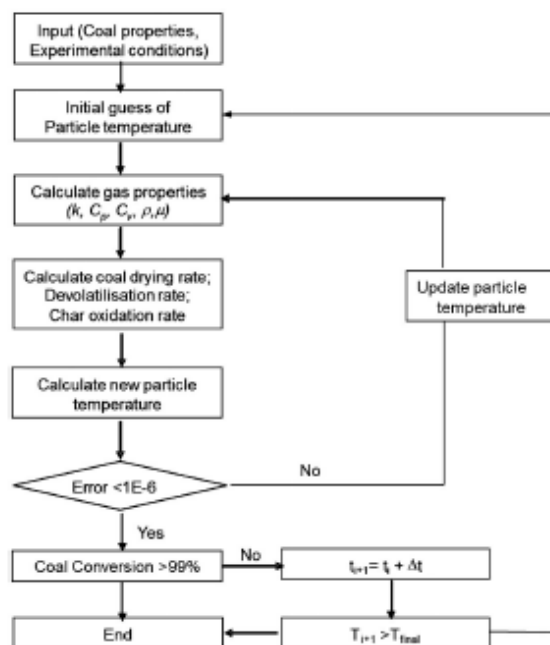 Input (Coal properties,
Experimental conditions)
Initial guess of
Particle temperature
Calculate gas properties
(k, Cp, Cv, ρ,μ)
Calculate coal drying rate;
Devolatilisation rate;
Char oxidation rate
Update particle
temperature
Calculate new particle
temperature
Error <1E-6
No
Yes
Coal Conversion >99%
No
ti+1= ti + Δt
End
Ti+1 >Tfinal